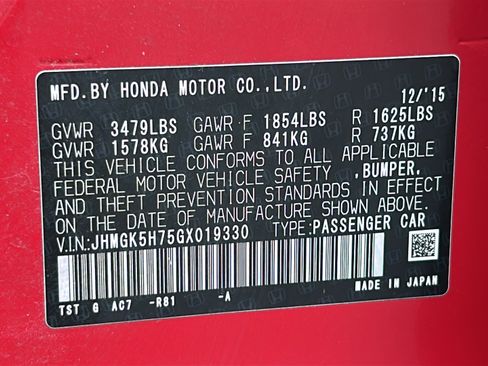 MFD.BY HONDA MOTOR CO.,LTD. 12/'15
GVWR 3479LBS GAWR F 1854LBS R 1625LBS
GVWR 1578KG GAWR F 841KG R 737KG
THIS VEHICLE CONFORMS TO ALL APPLICABLE
FEDERAL MOTOR VEHICLE SAFETY ,BUMPER,
AND THEFT PREVENTION STANDARDS IN EFFECT
ON THE DATE OF MANUFACTURE SHOWN ABOVE.
V.I.N:JHMGK5H75GX019330 TYPE:PASSENGER CAR
TST G AC7 -R81 -A MADE IN JAPAN